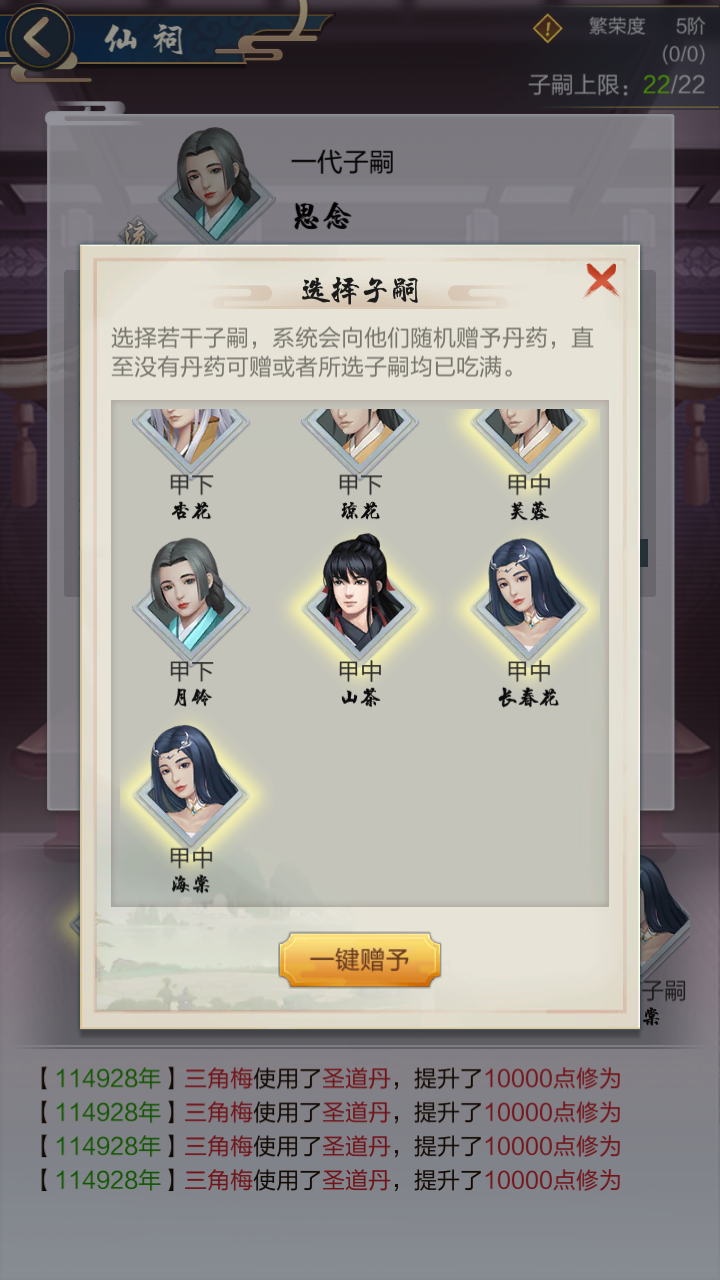 仙祠
繁荣度 5阶
(0/0)
子嗣上限：22/22
一代子嗣
思念
流
选择子嗣
选择若干子嗣，系统会向他们随机赠予丹药，直
至没有丹药可赠或者所选子嗣均已吃满。
甲下 甲下 甲中
杏花 琼花 芙蓉
甲下 甲中 甲中
月铃 山茶 长春花
甲中
海棠
一键赠予
子嗣
棠
【114928年】三角梅使用了圣道丹，提升了10000点修为
【114928年】三角梅使用了圣道丹，提升了10000点修为
【114928年】三角梅使用了圣道丹，提升了10000点修为
【114928年】三角梅使用了圣道丹，提升了10000点修为